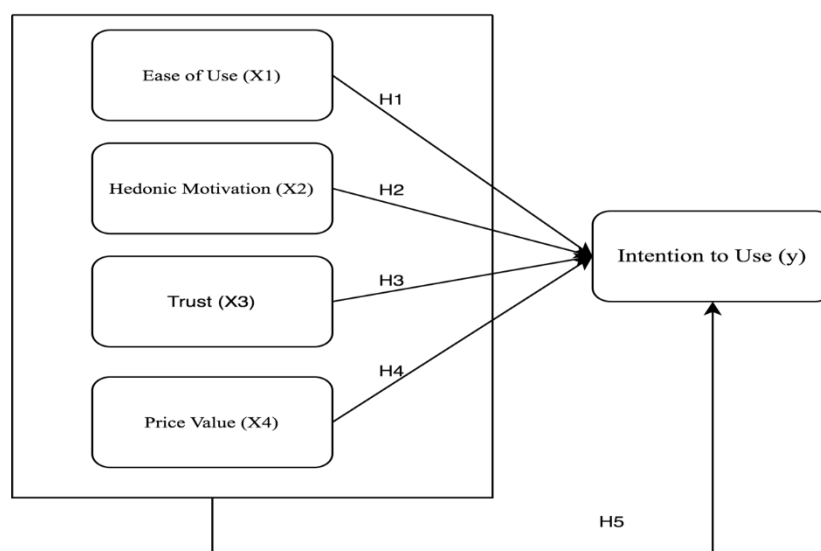 Ease of Use (X1)
H1
Hedonic Motivation (X2)
H2
Intention to Use (y)
Trust (X3)
H3
H4
Price Value (X4)
H5